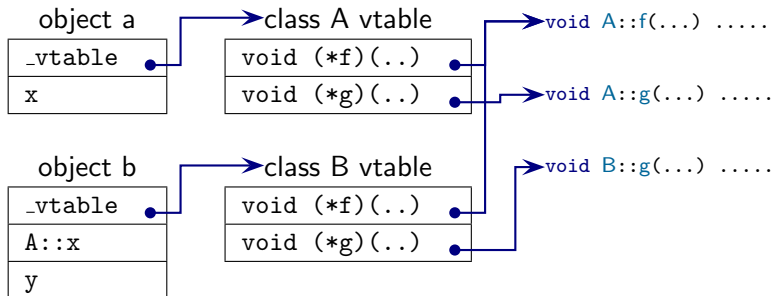 object a
class A vtable
void A::f(...) .....
_vtable
void (*f)(..)
x
void (*g)(..)
void A::g(...) .....
object b
class B vtable
void B::g(...) .....
_vtable
void (*f)(..)
A::x
void (*g)(..)
y